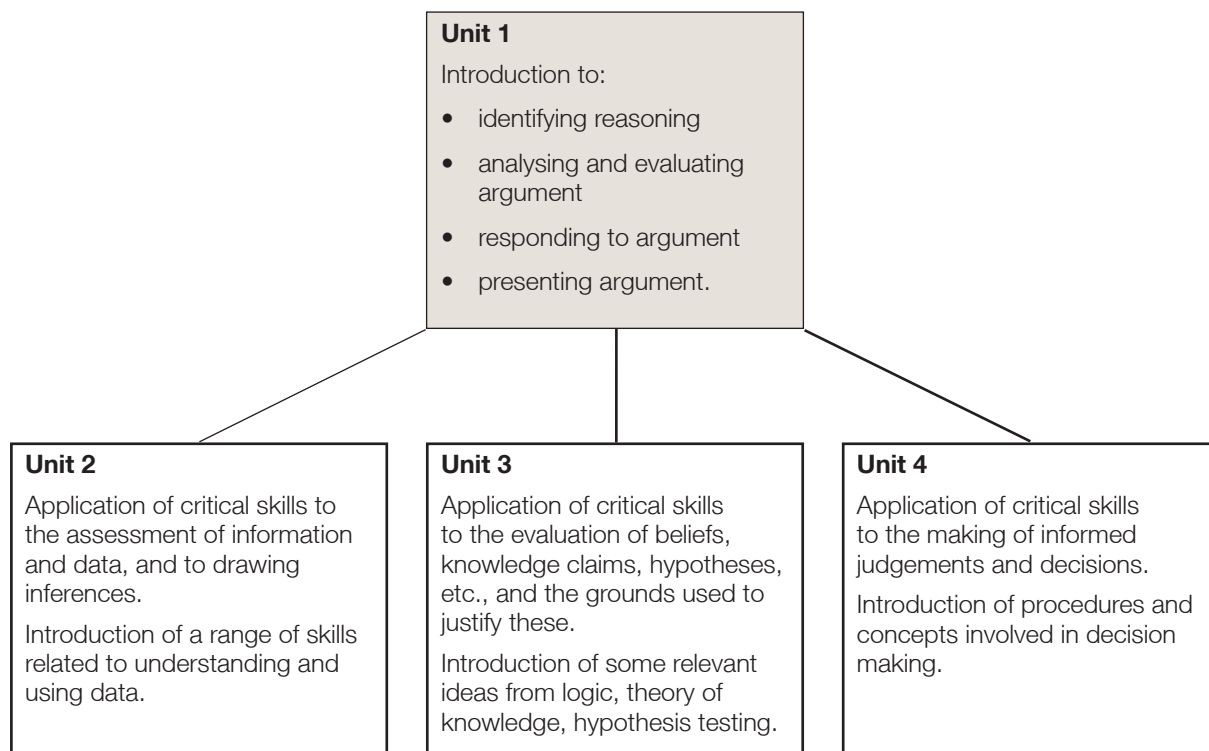 Unit 1
Introduction to:
• identifying reasoning
• analysing and evaluating
argument
• responding to argument
• presenting argument.
Unit 2
Application of critical skills to
the assessment of information
and data, and to drawing
inferences.
Introduction of a range of skills
related to understanding and
using data.
Unit 3
Application of critical skills
to the evaluation of beliefs,
knowledge claims, hypotheses,
etc., and the grounds used to
justify these.
Introduction of some relevant
ideas from logic, theory of
knowledge, hypothesis testing.
Unit 4
Application of critical skills
to the making of informed
judgements and decisions.
Introduction of procedures and
concepts involved in decision
making.